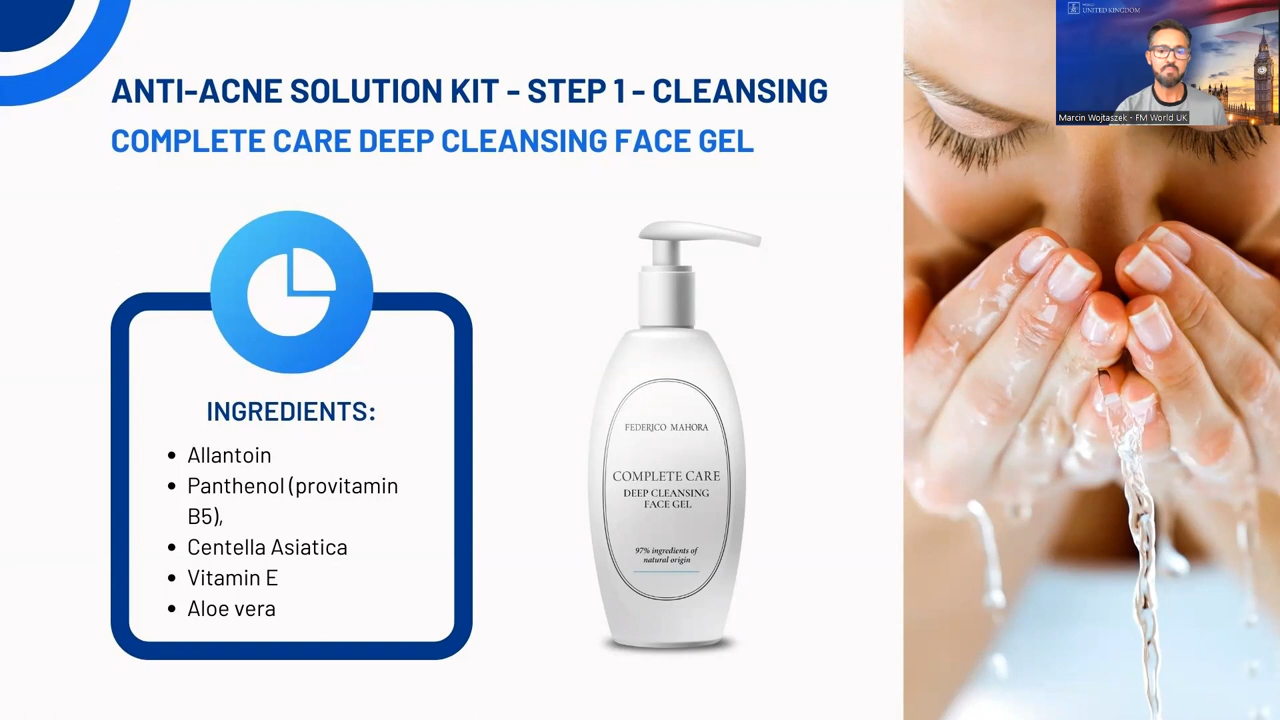 ANTI-ACNE SOLUTION KIT - STEP 1 - CLEANSING
COMPLETE CARE DEEP CLEANSING FACE GEL
INGREDIENTS:
• Allantoin
• Panthenol (provitamin
B5),
• Centella Asiatica
• Vitamin E
• Aloe vera
FEDERICO MAHORA
COMPLETE CARE
DEEP CLEANSING
FACE GEL
97% ingredients of
natural origin
UNITED KINGDOM
Marcin Wojtaszek - FM World UK